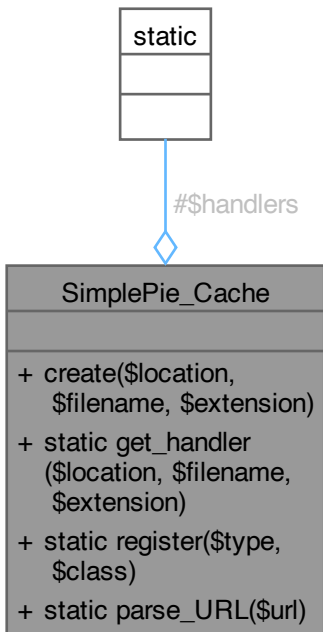 static
#$handlers
SimplePie_Cache
+ create($location,
$filename, $extension)
+ static get_handler
($location, $filename,
$extension)
+ static register($type,
$class)
+ static parse_URL($url)